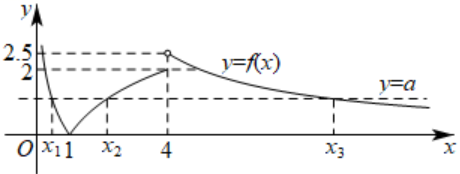 y
2.5
2
y=f(x)
y=a
O x₁ 1 x₂ 4 x₃ x